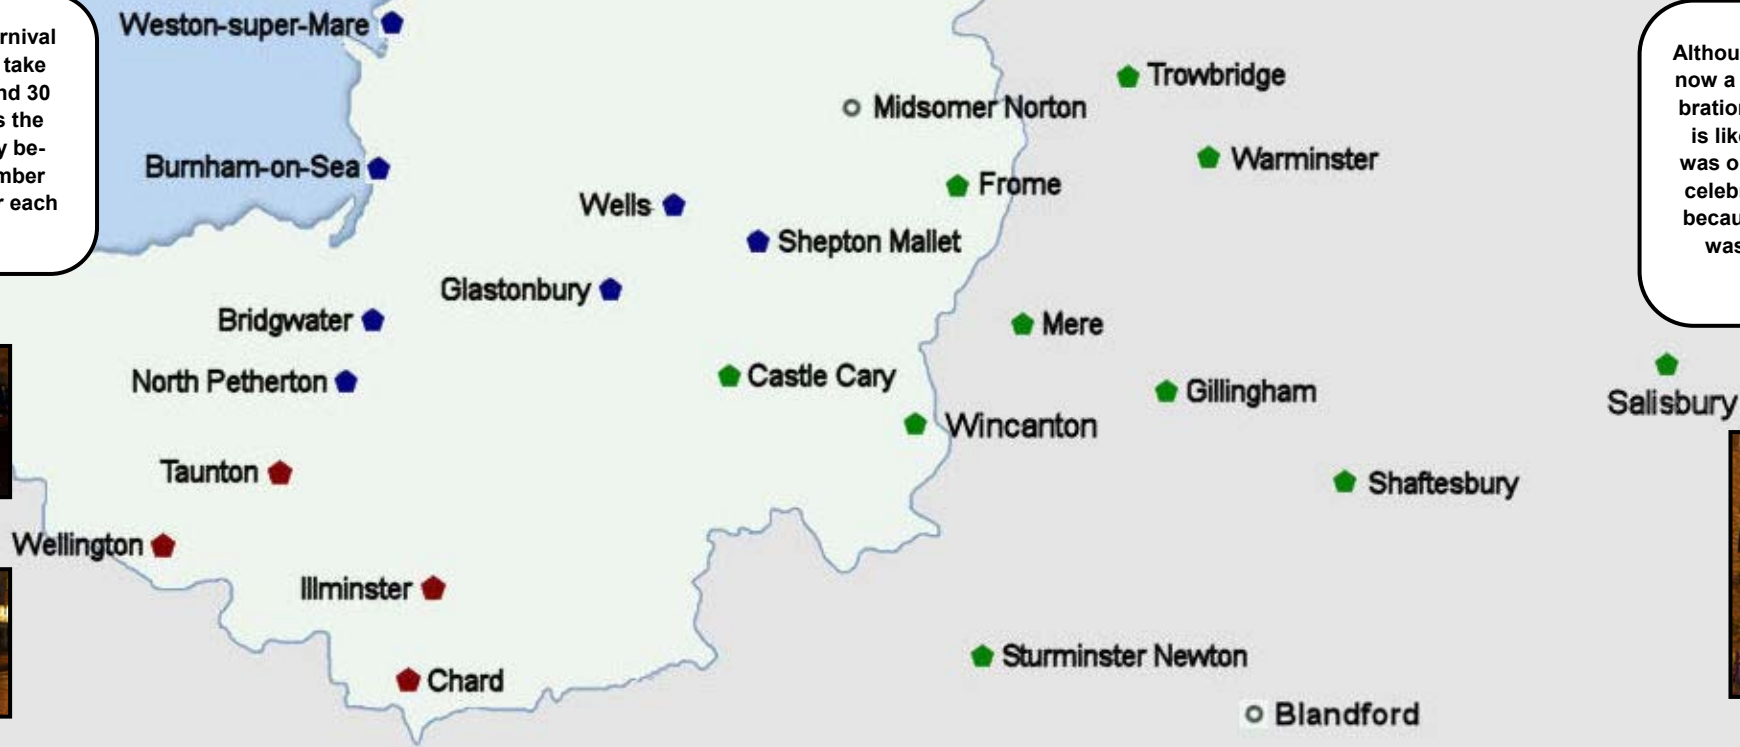 rnival
take
nd 30
s the
y be-
mber
r each
Weston-super-Mare
Burnham-on-Sea
Wells
Shepton Mallet
Glastonbury
Bridgwater
North Petherton
Taunton
Wellington
Illminster
Chard
Midsomer Norton
Frome
Castle Cary
Wincanton
Trowbridge
Warminster
Mere
Gillingham
Shaftesbury
Sturminster Newton
Blandford
Salisbury
Althou
now a
bration
is like
was o
celebr
becau
was